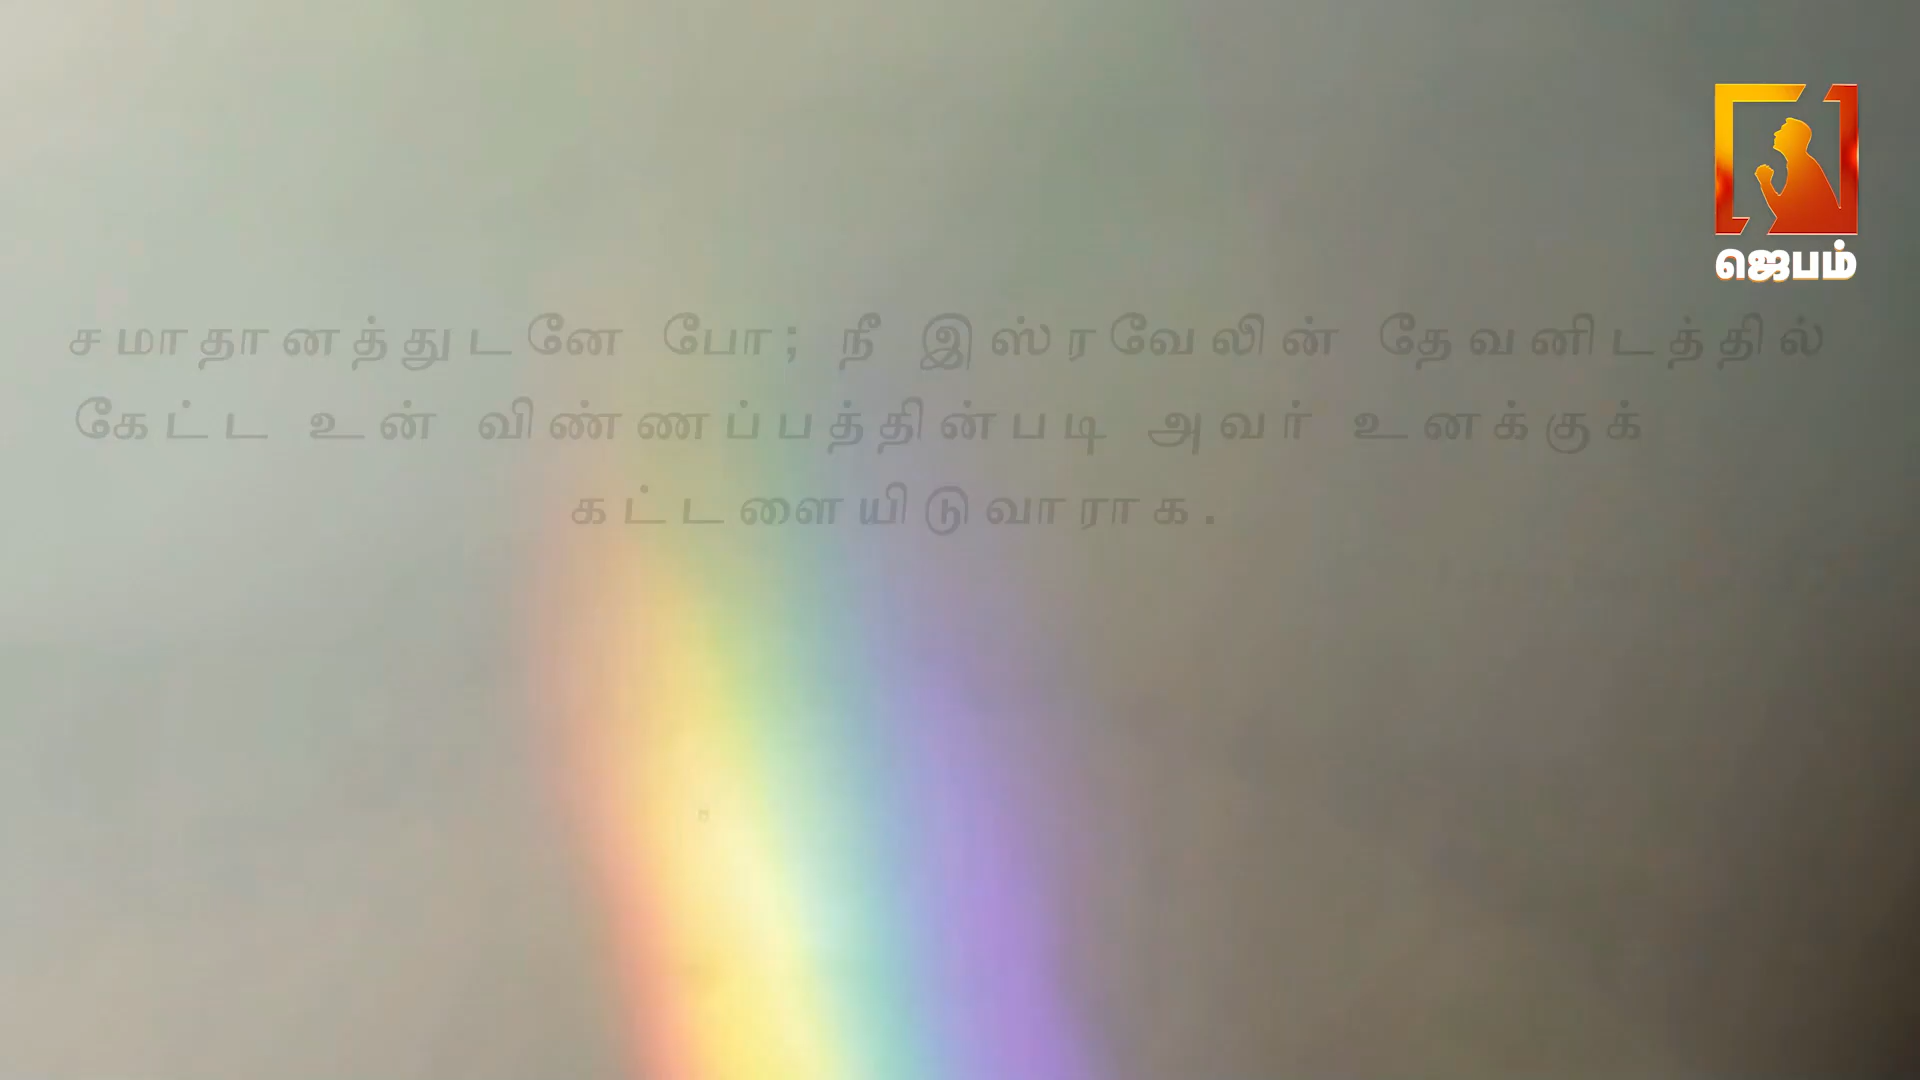 ஜெபம்
சமாதானத்துடனே போ; நீ இஸ்ரவேலின் தேவனிடத்தில்
கேட்ட உன் விண்ணப்பத்தின்படி அவர் உனக்குக்
கட்டளையிடுவாராக.